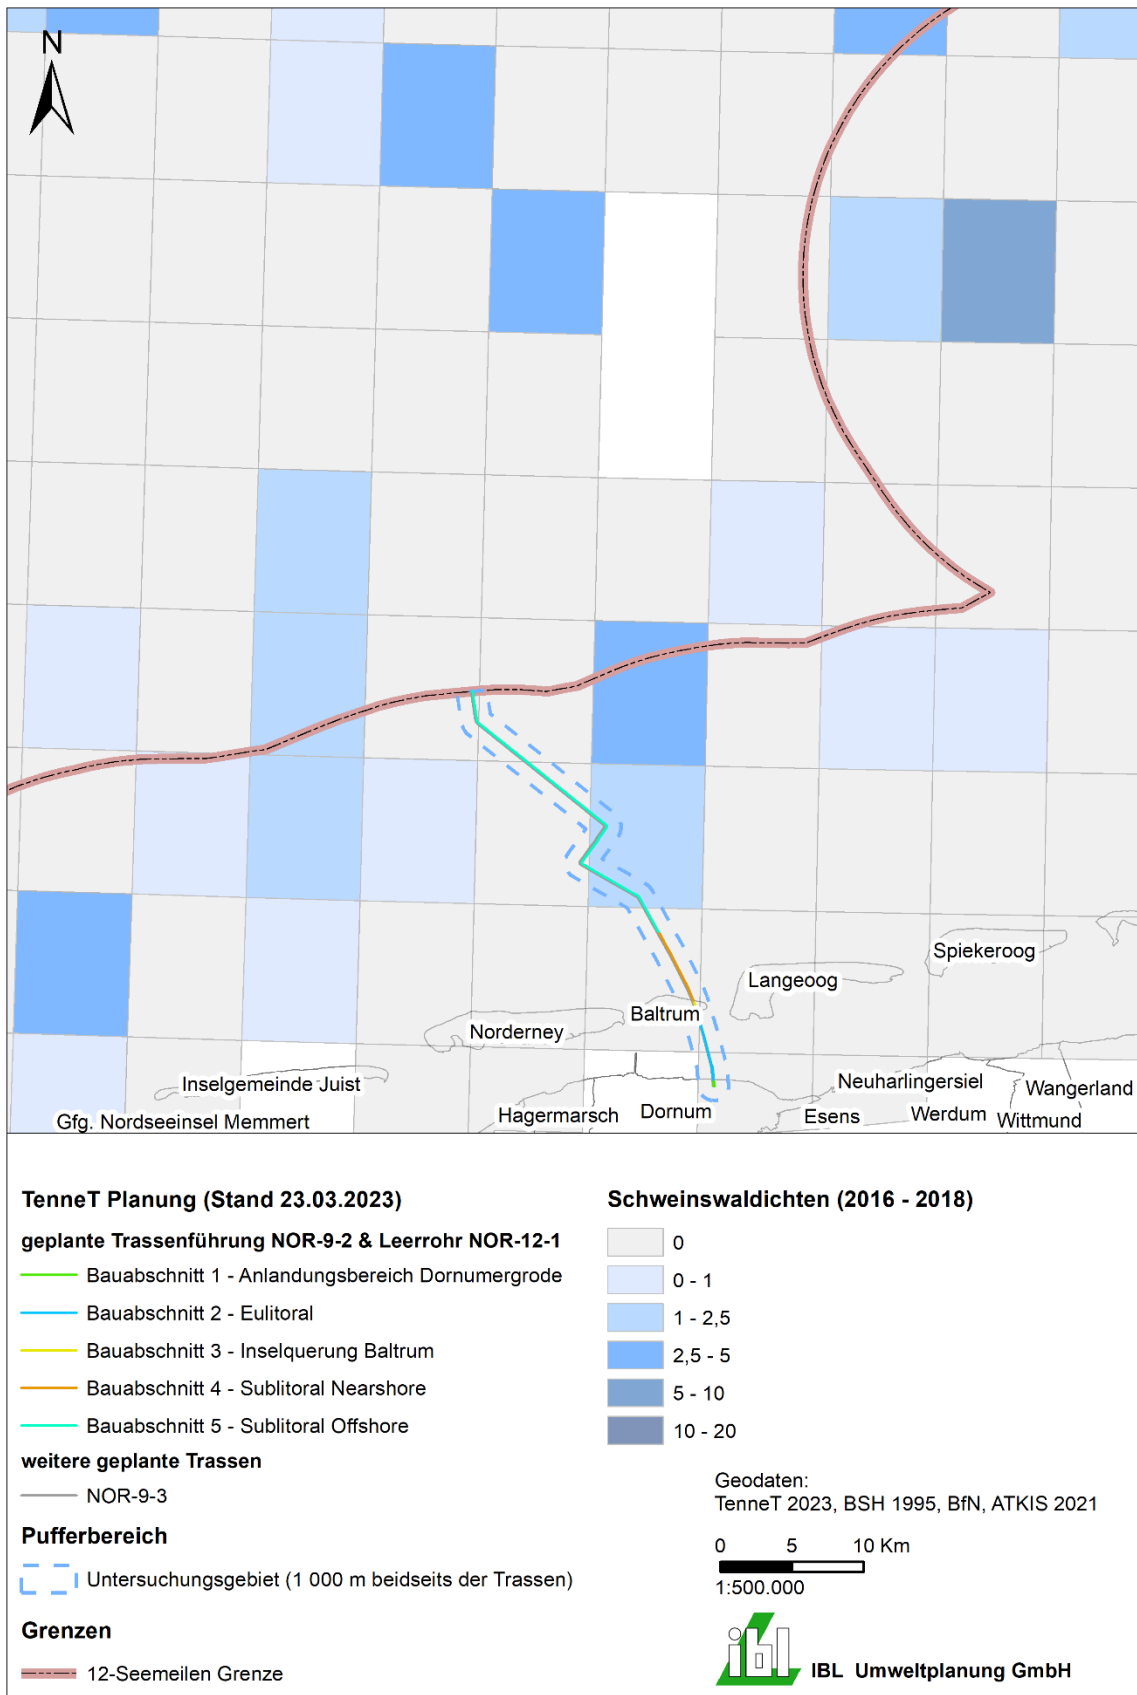 N
Spiekeroog
Langeoog
Baltrum
Norderney
Inselgemeinde Juist
Neuharlingersiel
Wangerland
Hagermarsch
Dornum
Esens
Werdum
Wittmund
Gfg. Nordseeinsel Memmert
TenneT Planung (Stand 23.03.2023)
geplante Trassenführung NOR-9-2 & Leerrohr NOR-12-1
Bauabschnitt 1 - Anlandungsbereich Dornumergrode
Bauabschnitt 2 - Eulitoral
Bauabschnitt 3 - Inselquerung Baltrum
Bauabschnitt 4 - Sublitoral Nearshore
Bauabschnitt 5 - Sublitoral Offshore
weitere geplante Trassen
NOR-9-3
Pufferbereich
Untersuchungsgebiet (1 000 m beidseits der Trassen)
Grenzen
12-Seemeilen Grenze
Schweinswaldichten (2016 - 2018)
0
0 - 1
1 - 2,5
2,5 - 5
5 - 10
10 - 20
Geodaten:
TenneT 2023, BSH 1995, BfN, ATKIS 2021
0 5 10 Km
1:500.000
ibl
IBL Umweltplanung GmbH